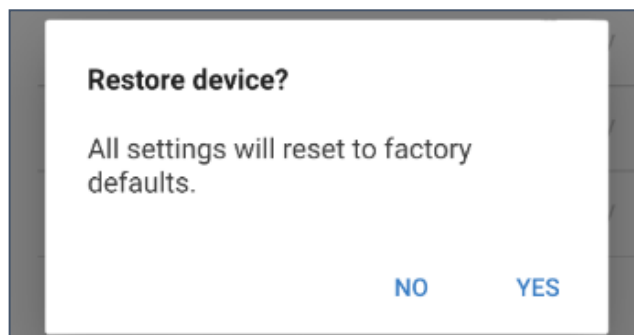 Restore device?
All settings will reset to factory
defaults.
NO YES